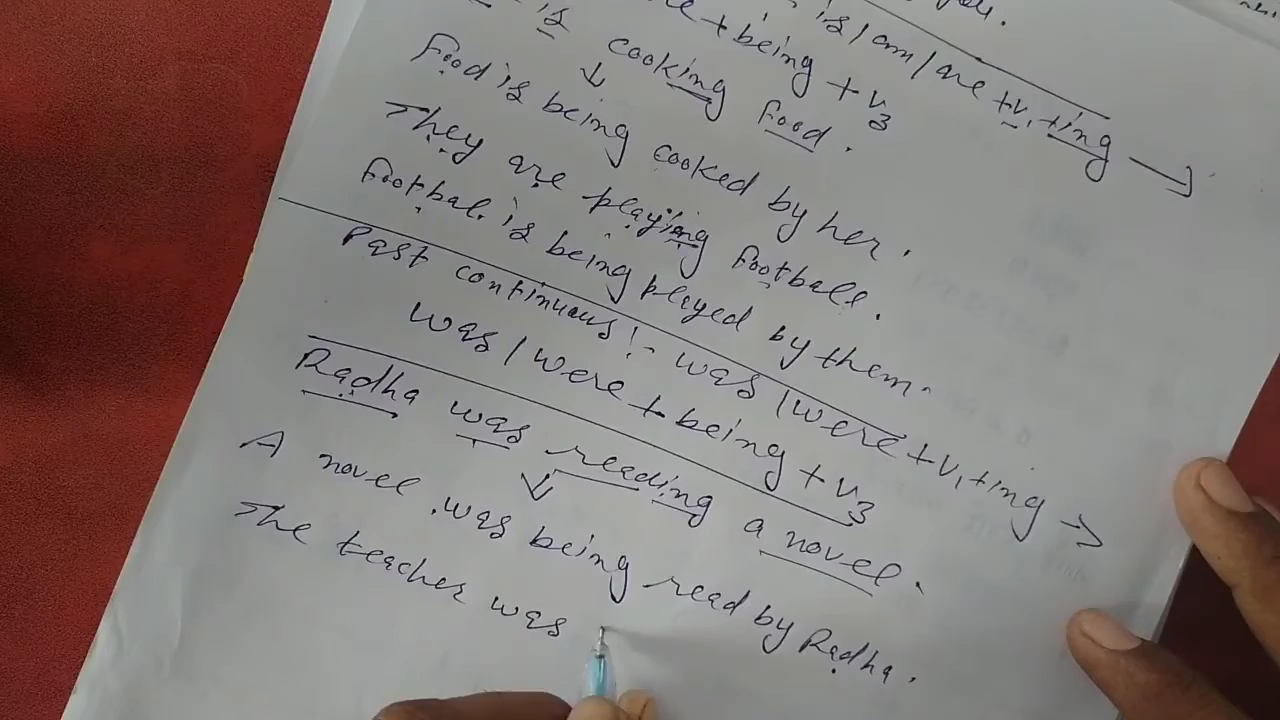 is/am/are +v, +ing →
+ being + v3
is cooking food.
Food is being cooked by her.
They are playing football.
Football is being played by them.
Past continuous:- was/were +v, +ing →
was/were + being + v3
Radha was reading a novel.
A novel was being read by Radha.
The teacher was